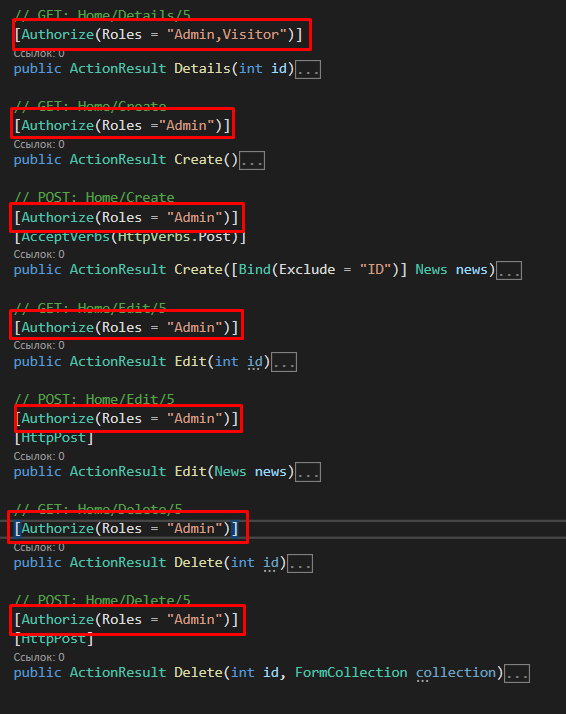 // GET: Home/Details/5
[Authorize(Roles = "Admin,Visitor")]
Ссылок: 0
public ActionResult Details(int id)...
// GET: Home/Create
[Authorize(Roles ="Admin")]
Ссылок: 0
public ActionResult Create()...
// POST: Home/Create
[Authorize(Roles = "Admin")]
[AcceptVerbs(HttpVerbs.Post)]
Ссылок: 0
public ActionResult Create([Bind(Exclude = "ID")] News news)...
// GET: Home/Edit/5
[Authorize(Roles = "Admin")]
Ссылок: 0
public ActionResult Edit(int id)...
// POST: Home/Edit/5
[Authorize(Roles = "Admin")]
[HttpPost]
Ссылок: 0
public ActionResult Edit(News news)...
// GET: Home/Delete/5
[Authorize(Roles = "Admin")]
Ссылок: 0
public ActionResult Delete(int id)...
// POST: Home/Delete/5
[Authorize(Roles = "Admin")]
[HttpPost]
Ссылок: 0
public ActionResult Delete(int id, FormCollection collection)...